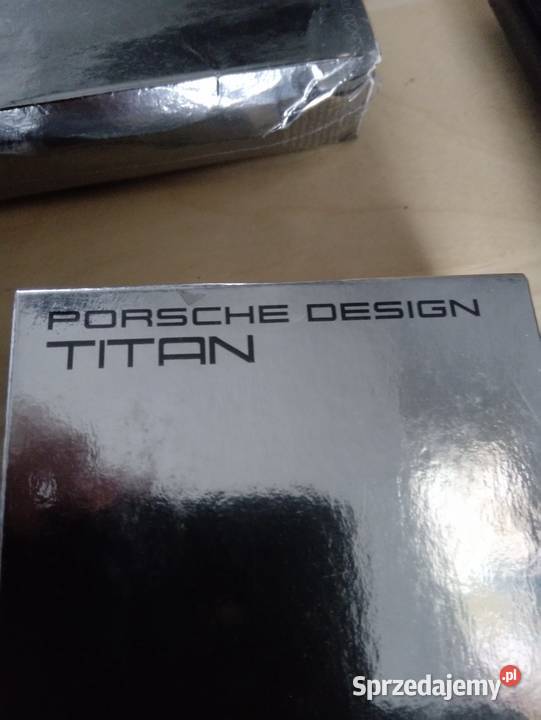 PORSCHE DESIGN
TITAN
Sprzedajemy.pl